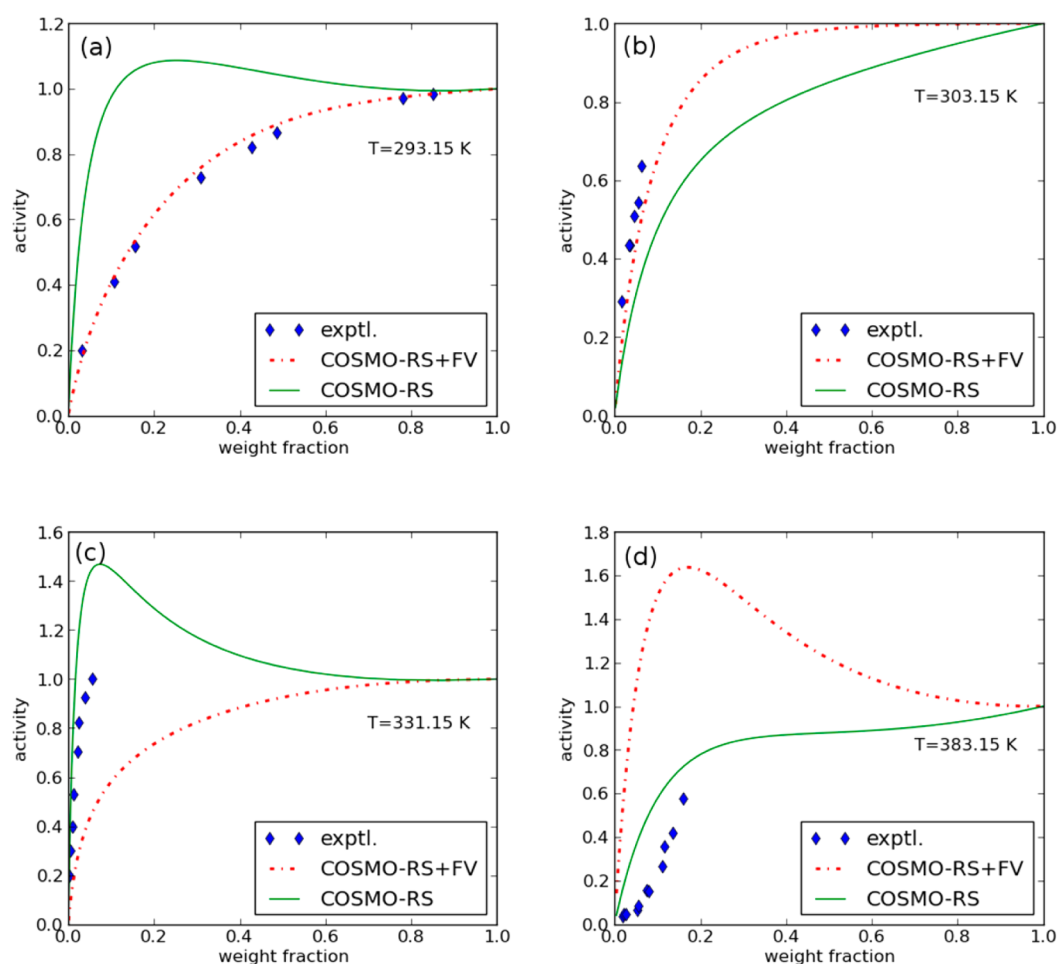 (a)
1.2
1.0
0.8
0.6
0.4
0.2
0.0
activity
T=293.15 K
exptl.
COSMO-RS+FV
COSMO-RS
0.0 0.2 0.4 0.6 0.8 1.0
weight fraction
(b)
1.0
0.8
0.6
0.4
0.2
0.0
activity
T=303.15 K
exptl.
COSMO-RS+FV
COSMO-RS
0.0 0.2 0.4 0.6 0.8 1.0
weight fraction
(c)
1.6
1.4
1.2
1.0
0.8
0.6
0.4
0.2
0.0
activity
T=331.15 K
exptl.
COSMO-RS+FV
COSMO-RS
0.0 0.2 0.4 0.6 0.8 1.0
weight fraction
(d)
1.8
1.6
1.4
1.2
1.0
0.8
0.6
0.4
0.2
0.0
activity
T=383.15 K
exptl.
COSMO-RS+FV
COSMO-RS
0.0 0.2 0.4 0.6 0.8 1.0
weight fraction